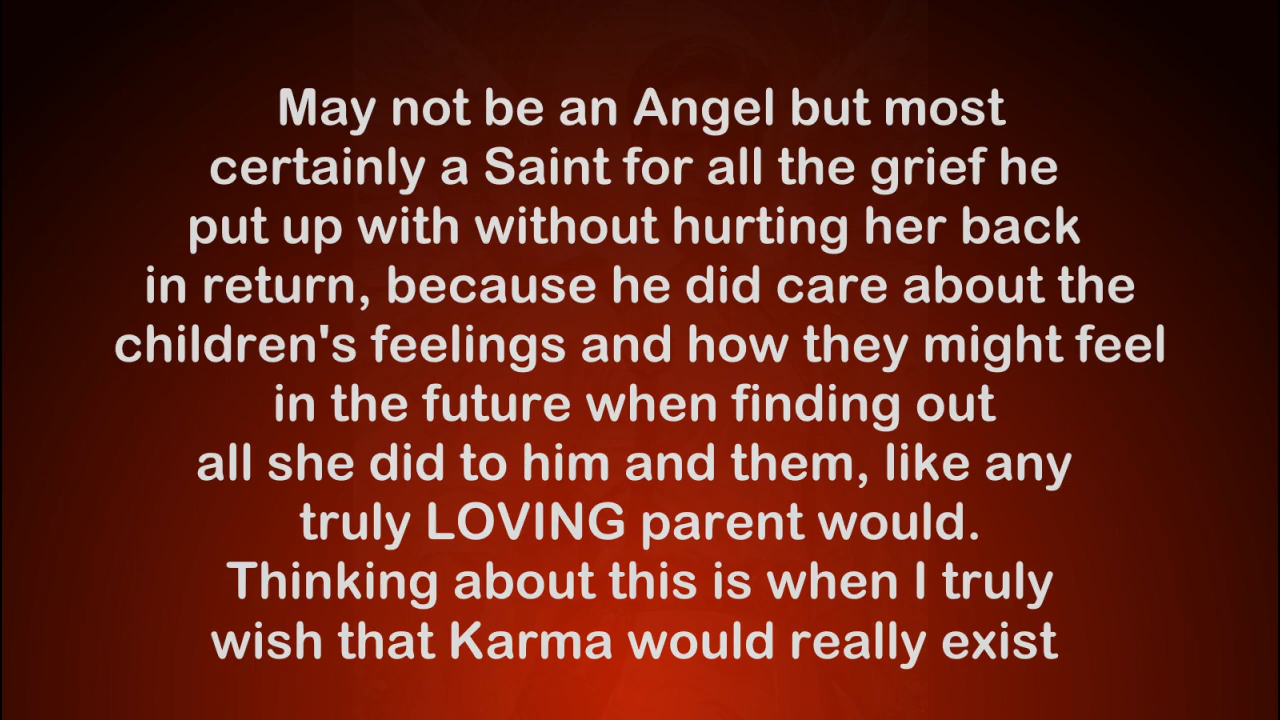 May not be an Angel but most
certainly a Saint for all the grief he
put up with without hurting her back
in return, because he did care about the
children's feelings and how they might feel
in the future when finding out
all she did to him and them, like any
truly LOVING parent would.
Thinking about this is when I truly
wish that Karma would really exist